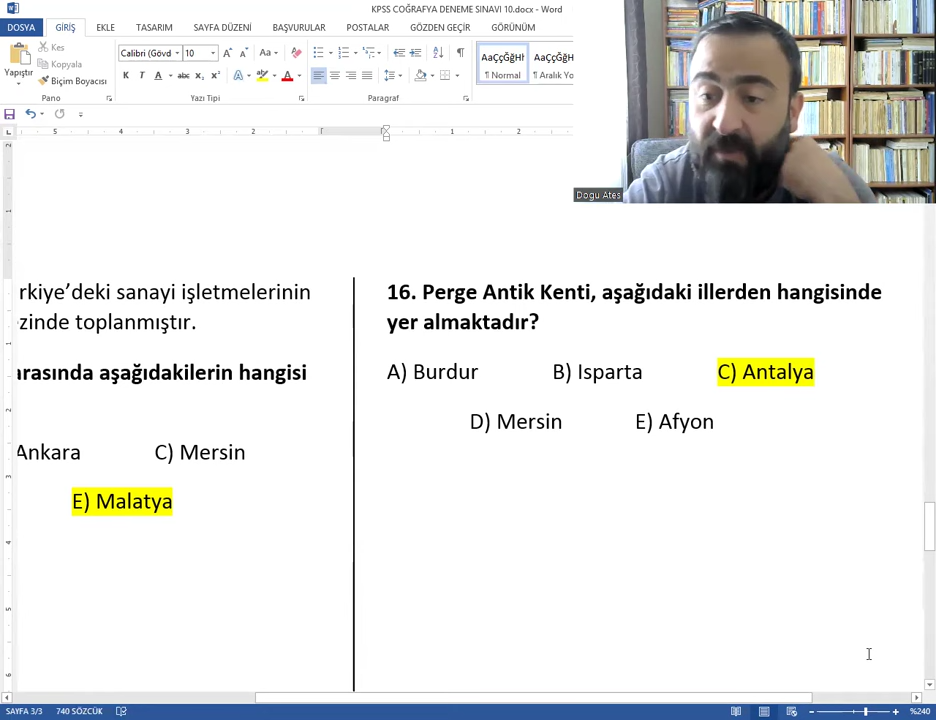 KPSS COĞRAFYA DENEME SINAVI 10.docx - Word
DOSYA GİRİŞ EKLE TASARIM SAYFA DÜZENİ BAŞVURULAR POSTALAR GÖZDEN GEÇİR GÖRÜNÜM
Yapıştır
Kes
Kopyala
Biçim Boyacısı
Pano
Calibri (Gövd 10
Yazı Tipi
Paragraf
AaÇçĞğHł AaÇçĞğHł
¶ Normal ¶ Aralık Yo
Dogu Ates
rkiye’deki sanayi işletmelerinin
zinde toplanmıştır.
arasında aşağıdakilerin hangisi
Ankara C) Mersin
E) Malatya
16. Perge Antik Kenti, aşağıdaki illerden hangisinde
yer almaktadır?
A) Burdur B) Isparta C) Antalya
D) Mersin E) Afyon
SAYFA 3/3 740 SÖZCÜK %240